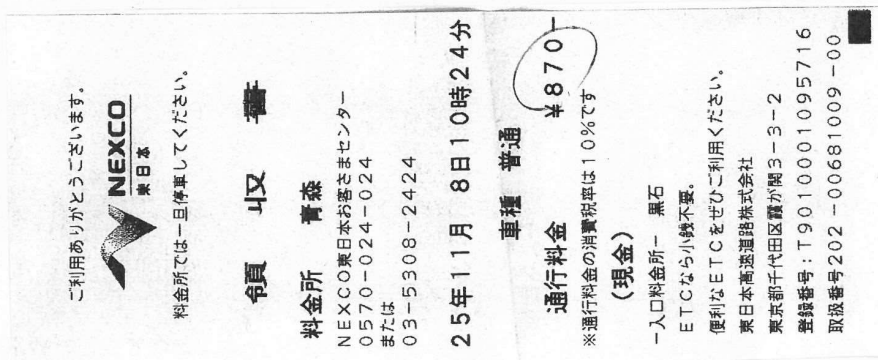 ご利用ありがとうございます。
NEXCO
東日本
料金所では一旦停車してください。
領収書
料金所 青森
NEXCO東日本お客さまセンター
0570-024-024
または
03-5308-2424
25年11月 8日10時24分
車種 普通
通行料金 ¥870-
※通行料金の消費税率は10%です
(現金)
ー入口料金所ー 黒石
ETCなら小銭不要。
便利なETCをぜひご利用ください。
東日本高速道路株式会社
東京都千代田区霞が関3-3-2
登録番号:T9010001095716
取扱番号202-00681009-00